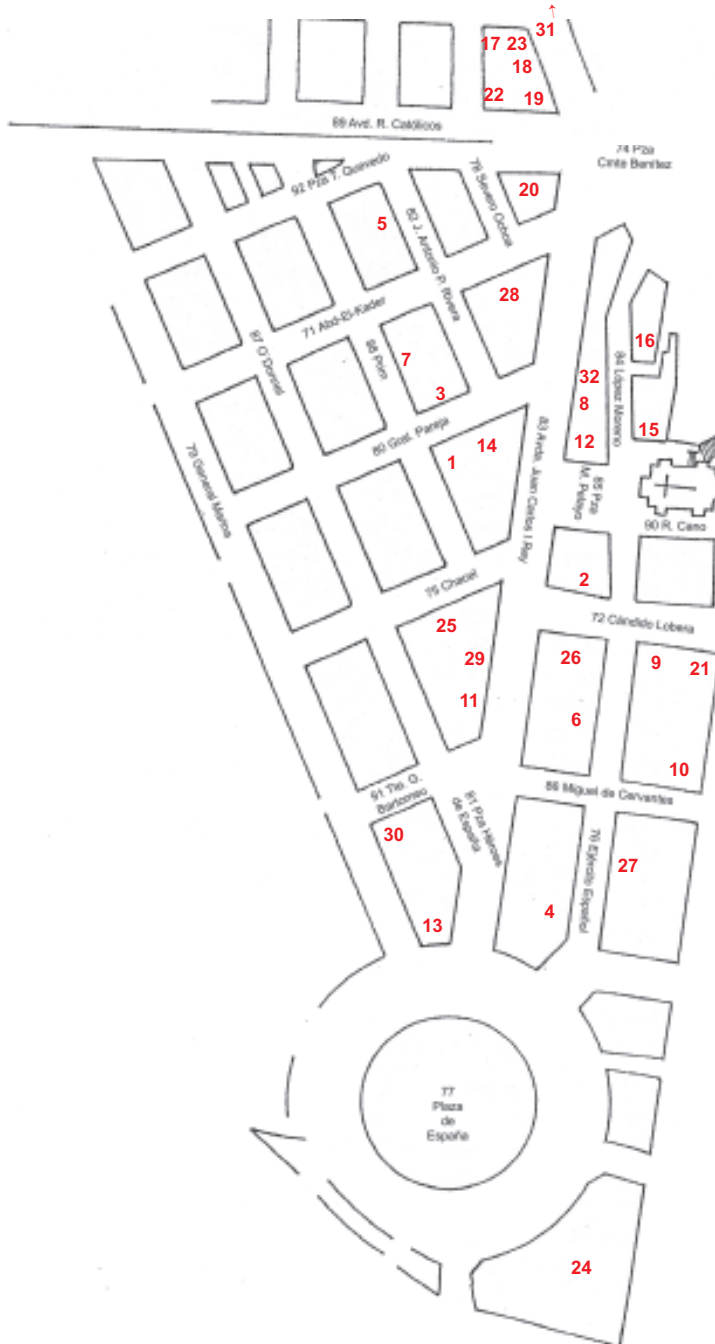 ↑
31
17 23
18
22 19
89 Avd. R. Católicos
74 Pza
Cinta Benítez
92 Pza T. Quevedo
78 Severo Ochoa
20
5
82 J. Antonio P. Rivera
28
71 Abd-El-Kader
87 O'Donnel
88 Prim
16
7
3
32
8
12
84 López Moreno
15
80 Gral. Pareja
83 Avda. Juan Carlos I Rey
14
1
79 General Marina
85 Pza
M. Pelayo
90 R. Cano
2
75 Chacel
72 Cándido Lobera
25
29
11
26
6
9 21
10
91 Tte. G.
86 Miguel de Cervantes
81 Pza Héroes
de España
30
13
76 Ejército Español
27
4
77
Plaza
de
España
24